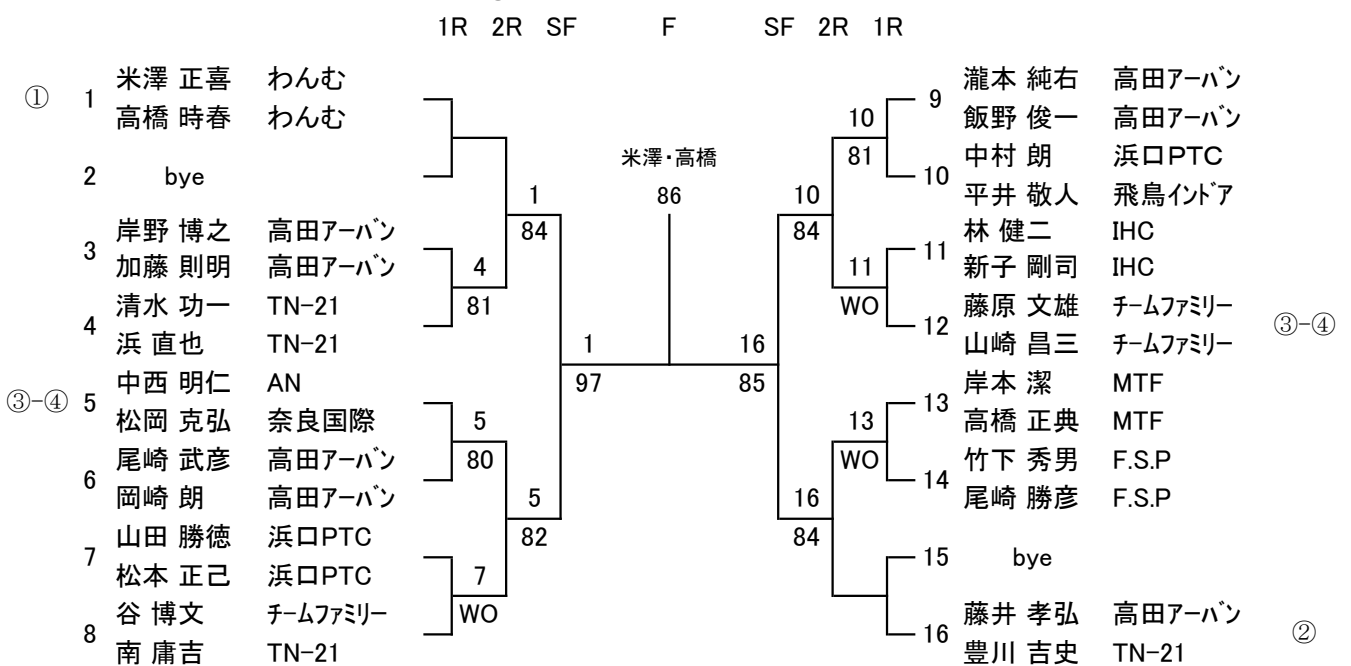 1R 2R SF F SF 2R 1R
① 1 米澤 正喜 わんむ
高橋 時春 わんむ
2 bye
3 岸野 博之 高田アーバン
加藤 則明 高田アーバン
4 清水 功一 TN-21
浜 直也 TN-21
③-④ 5 中西 明仁 AN
松岡 克弘 奈良国際
6 尾崎 武彦 高田アーバン
岡崎 朗 高田アーバン
7 山田 勝徳 浜口PTC
松本 正己 浜口PTC
8 谷 博文 チームファミリー
南 庸吉 TN-21
4
81
5
80
7
WO
1
84
5
82
1
97
米澤・高橋
86
16
85
10
84
16
84
10
81
11
WO
13
WO
9 瀧本 純右 高田アーバン
飯野 俊一 高田アーバン
10 中村 朗 浜口PTC
平井 敬人 飛鳥インドア
11 林 健二 IHC
新子 剛司 IHC
12 藤原 文雄 チームファミリー
山崎 昌三 チームファミリー
③-④
13 岸本 潔 MTF
高橋 正典 MTF
14 竹下 秀男 F.S.P
尾崎 勝彦 F.S.P
15 bye
16 藤井 孝弘 高田アーバン
豊川 吉史 TN-21
②